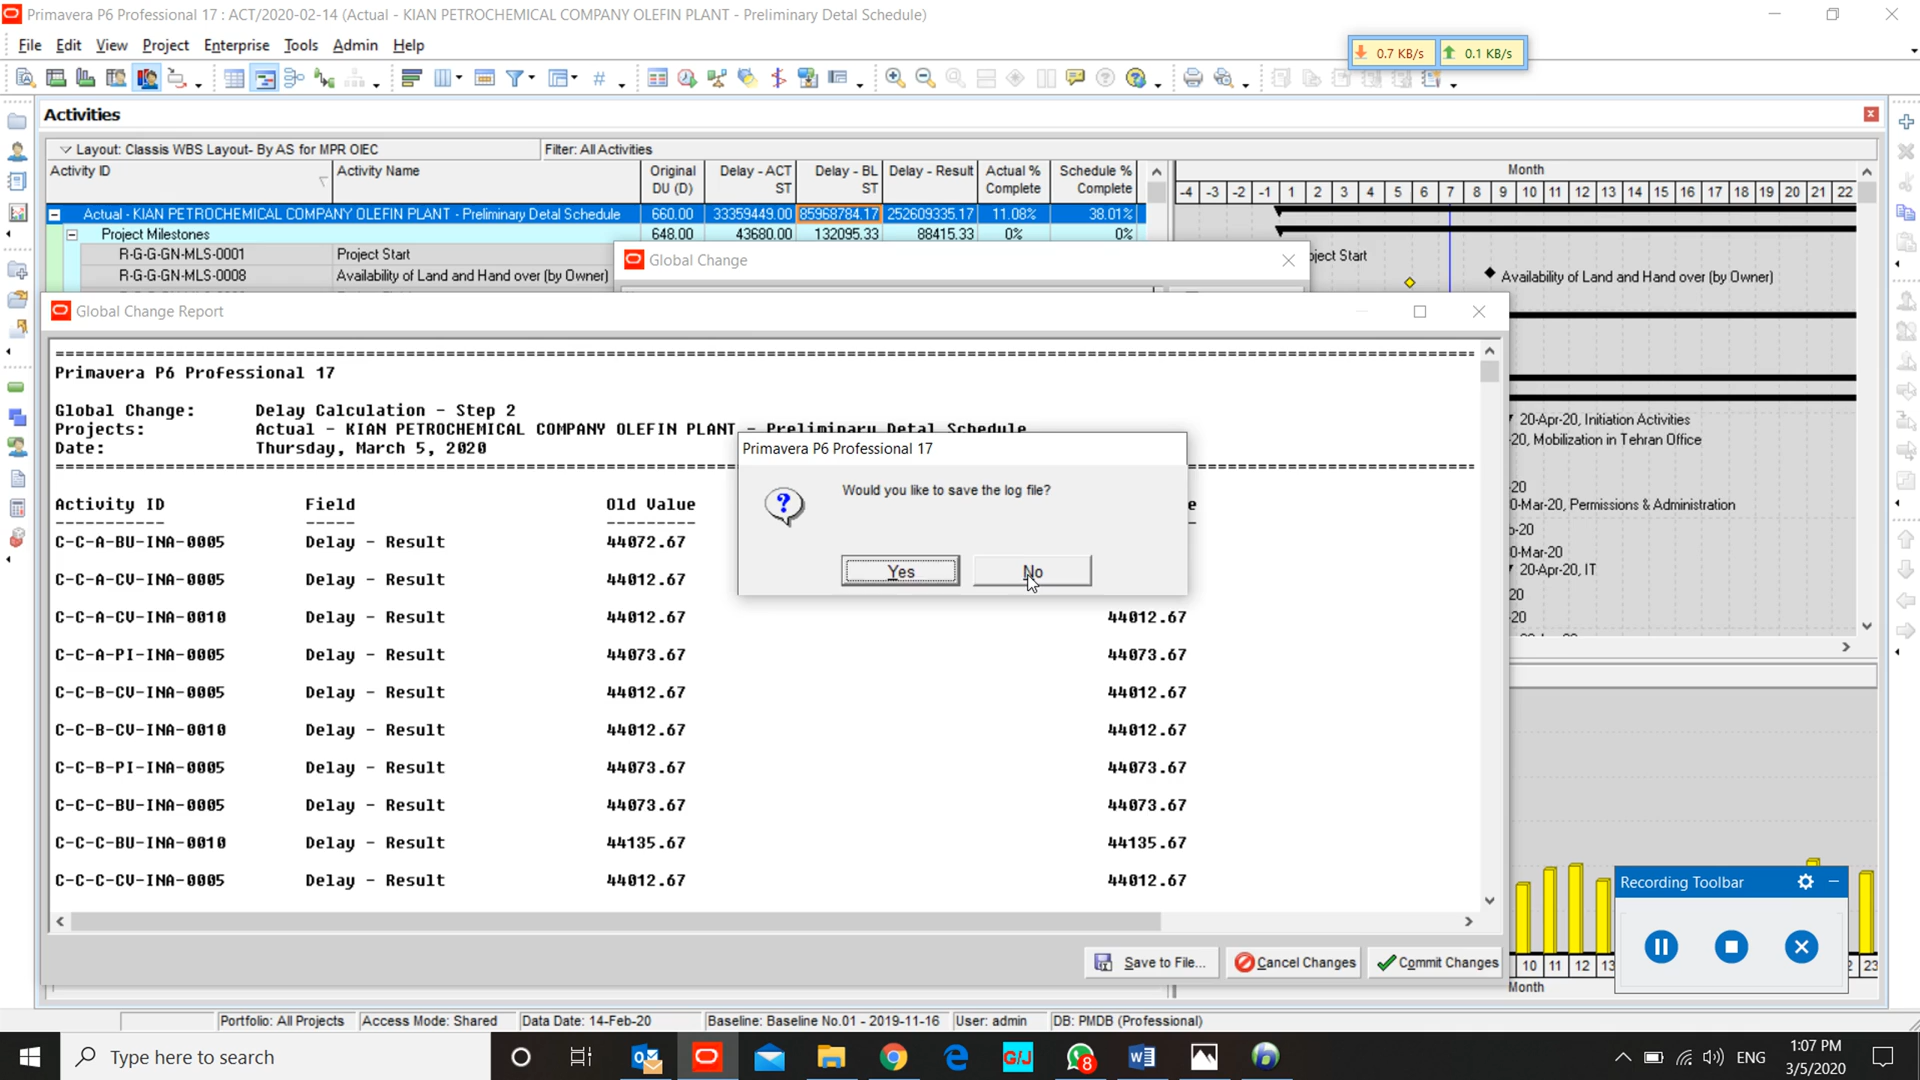 Primavera P6 Professional 17 : ACT/2020-02-14 (Actual - KIAN PETROCHEMICAL COMPANY OLEFIN PLANT - Preliminary Detal Schedule)
File Edit View Project Enterprise Tools Admin Help
0.7 KB/s 0.1 KB/s
Activities
Layout: Classis WBS Layout- By AS for MPR OIEC Filter: All Activities
Activity ID Activity Name Original DU (D) Delay - ACT ST Delay - BL ST Delay - Result Actual % Complete Schedule % Complete
Month
-4 -3 -2 -1 1 2 3 4 5 6 7 8 9 10 11 12 13 14 15 16 17 18 19 20 21 22
Actual - KIAN PETROCHEMICAL COMPANY OLEFIN PLANT - Preliminary Detal Schedule 660.00 33359449.00 85968784.17 252609335.17 11.08% 38.01%
Project Milestones 648.00 43680.00 132095.33 88415.33 0% 0%
R-G-G-GN-MLS-0001 Project Start
R-G-G-GN-MLS-0008 Availability of Land and Hand over (by Owner)
Global Change
oject Start
Availability of Land and Hand over (by Owner)
Global Change Report
Primavera P6 Professional 17
Global Change: Delay Calculation - Step 2
Projects: Actual - KIAN PETROCHEMICAL COMPANY OLEFIN PLANT - Preliminary Detal Schedule
Date: Thursday, March 5, 2020
Activity ID Field Old Value e
C-C-A-BU-INA-0005 Delay - Result 44072.67
C-C-A-CV-INA-0005 Delay - Result 44012.67
C-C-A-CV-INA-0010 Delay - Result 44012.67 44012.67
C-C-A-PI-INA-0005 Delay - Result 44073.67 44073.67
C-C-B-CV-INA-0005 Delay - Result 44012.67 44012.67
C-C-B-CV-INA-0010 Delay - Result 44012.67 44012.67
C-C-B-PI-INA-0005 Delay - Result 44073.67 44073.67
C-C-C-BU-INA-0005 Delay - Result 44073.67 44073.67
C-C-C-BU-INA-0010 Delay - Result 44135.67 44135.67
C-C-C-CV-INA-0005 Delay - Result 44012.67 44012.67
Primavera P6 Professional 17
Would you like to save the log file?
Yes No
20-Apr-20, Initiation Activities
-20, Mobilization in Tehran Office
-20
0-Mar-20, Permissions & Administration
b-20
0-Mar-20
20-Apr-20, IT
20
-20
Save to File... Cancel Changes Commit Changes
Recording Toolbar
10 11 12 13 2 23
Month
Portfolio: All Projects Access Mode: Shared Data Date: 14-Feb-20 Baseline: Baseline No.01 - 2019-11-16 User: admin DB: PMDB (Professional)
Type here to search
G/J
8
ENG
1:07 PM
3/5/2020